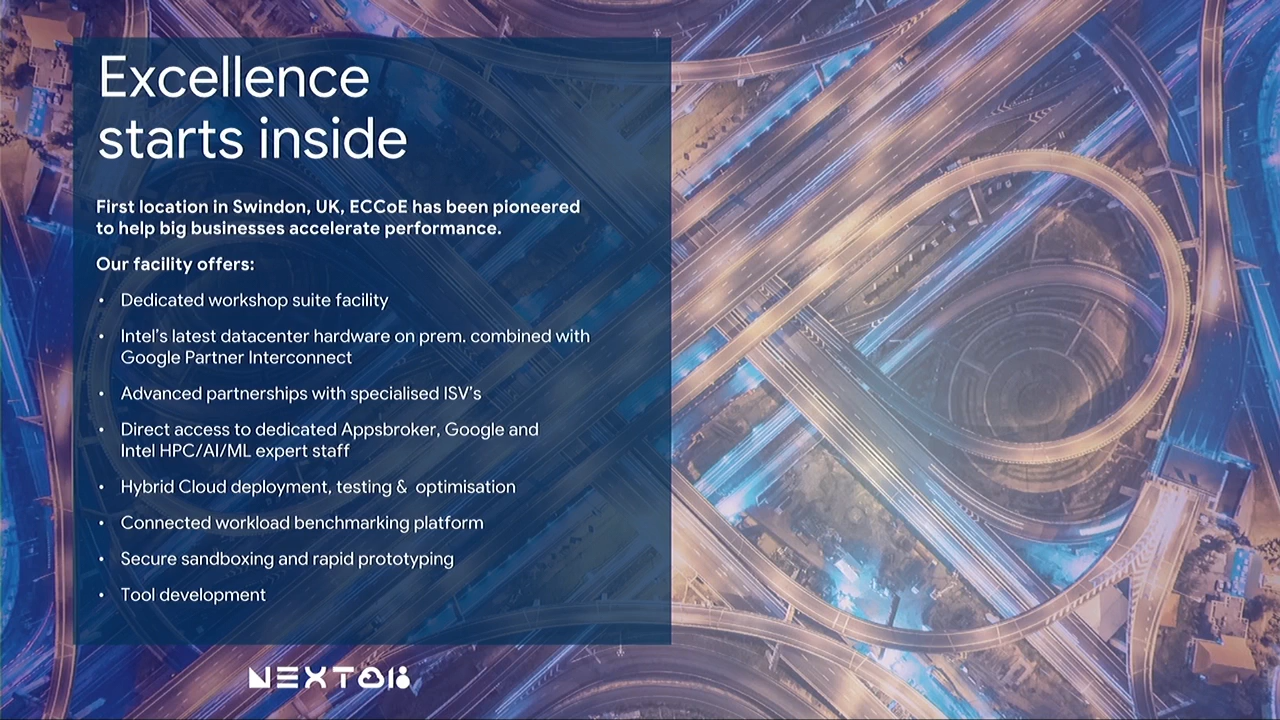 Excellence
starts inside
First location in Swindon, UK, ECCoE has been pioneered
to help big businesses accelerate performance.
Our facility offers:
• Dedicated workshop suite facility
• Intel's latest datacenter hardware on prem. combined with
Google Partner Interconnect
• Advanced partnerships with specialised ISV's
• Direct access to dedicated Appsbroker, Google and
Intel HPC/AI/ML expert staff
• Hybrid Cloud deployment, testing & optimisation
• Connected workload benchmarking platform
• Secure sandboxing and rapid prototyping
• Tool development
NEXT018